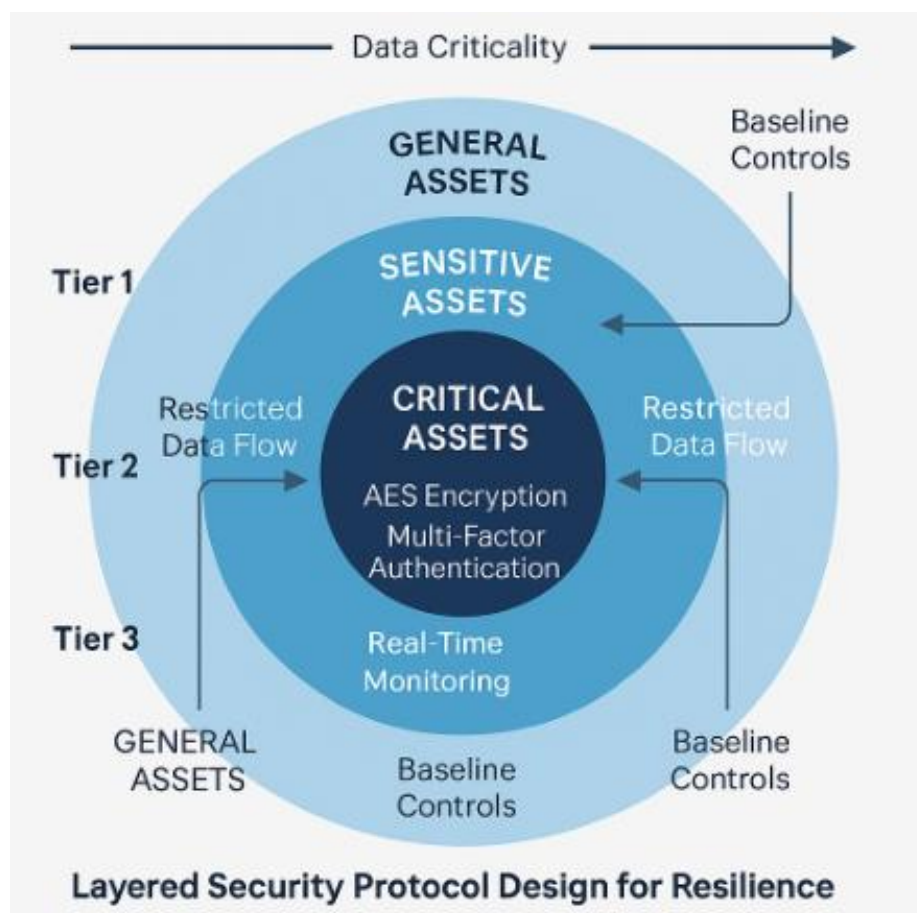 Data Criticality
Baseline
Controls
GENERAL
ASSETS
Tier 1
SENSITIVE
ASSETS
CRITICAL
ASSETS
Restricted
Data Flow
Restricted
Data Flow
Tier 2
AES Encryption
Multi-Factor
Authentication
Tier 3
Real-Time
Monitoring
GENERAL
ASSETS
Baseline
Controls
Baseline
Controls
Layered Security Protocol Design for Resilience